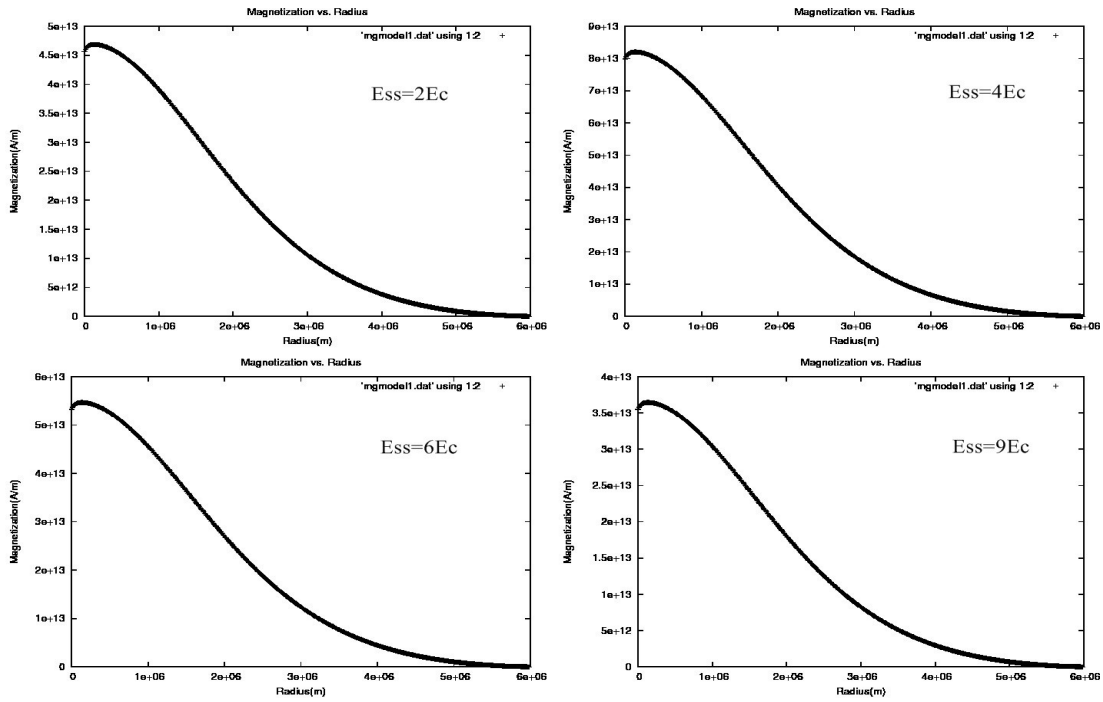 Magnetization vs. Radius
'mgmodel1.dat' using 1:2 +
Ess=2Ec
Magnetization(A/m)
5e+13
4.5e+13
4e+13
3.5e+13
3e+13
2.5e+13
2e+13
1.5e+13
1e+13
5e+12
0
0 1e+06 2e+06 3e+06 4e+06 5e+06 6e+06
Radius(m)
Magnetization vs. Radius
'mgmodel1.dat' using 1:2 +
Ess=4Ec
Magnetization(A/m)
9e+13
8e+13
7e+13
6e+13
5e+13
4e+13
3e+13
2e+13
1e+13
0
0 1e+06 2e+06 3e+06 4e+06 5e+06 6e+06
Radius(m)
Magnetization vs. Radius
'mgmodel1.dat' using 1:2 +
Ess=6Ec
Magnetization(A/m)
6e+13
5e+13
4e+13
3e+13
2e+13
1e+13
0
0 1e+06 2e+06 3e+06 4e+06 5e+06 6e+06
Radius(m)
Magnetization vs. Radius
'mgmodel1.dat' using 1:2 +
Ess=9Ec
Magnetization(A/m)
4e+13
3.5e+13
3e+13
2.5e+13
2e+13
1.5e+13
1e+13
5e+12
0
0 1e+06 2e+06 3e+06 4e+06 5e+06 6e+06
Radius(m)